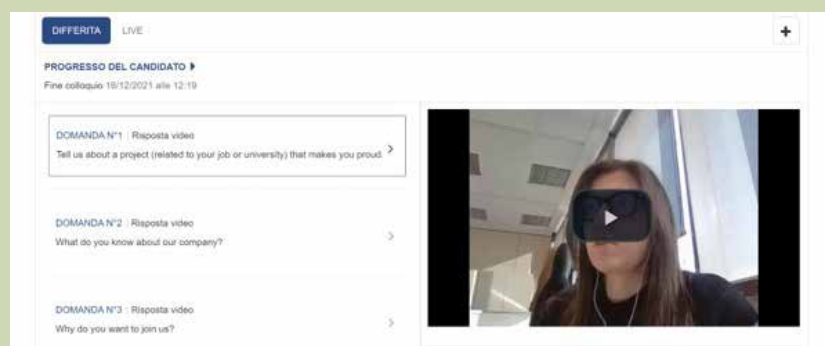 DIFFERITA LIVE
PROGRESSO DEL CANDIDATO
Fine colloquio 16/12/2021 alle 12:19
DOMANDA N°1 | Risposta video
Tell us about a project (related to your job or university) that makes you proud.
DOMANDA N°2 | Risposta video
What do you know about our company?
DOMANDA N°3 | Risposta video
Why do you want to join us?